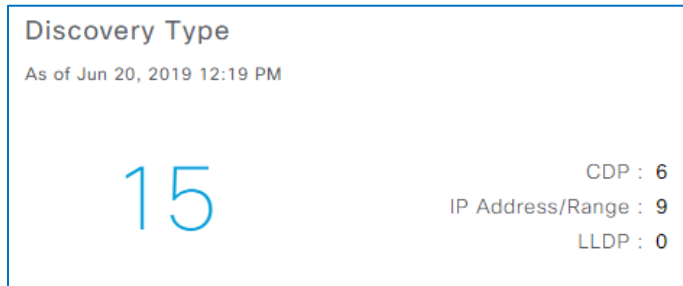 Discovery Type
As of Jun 20, 2019 12:19 PM
15
CDP : 6
IP Address/Range : 9
LLDP : 0